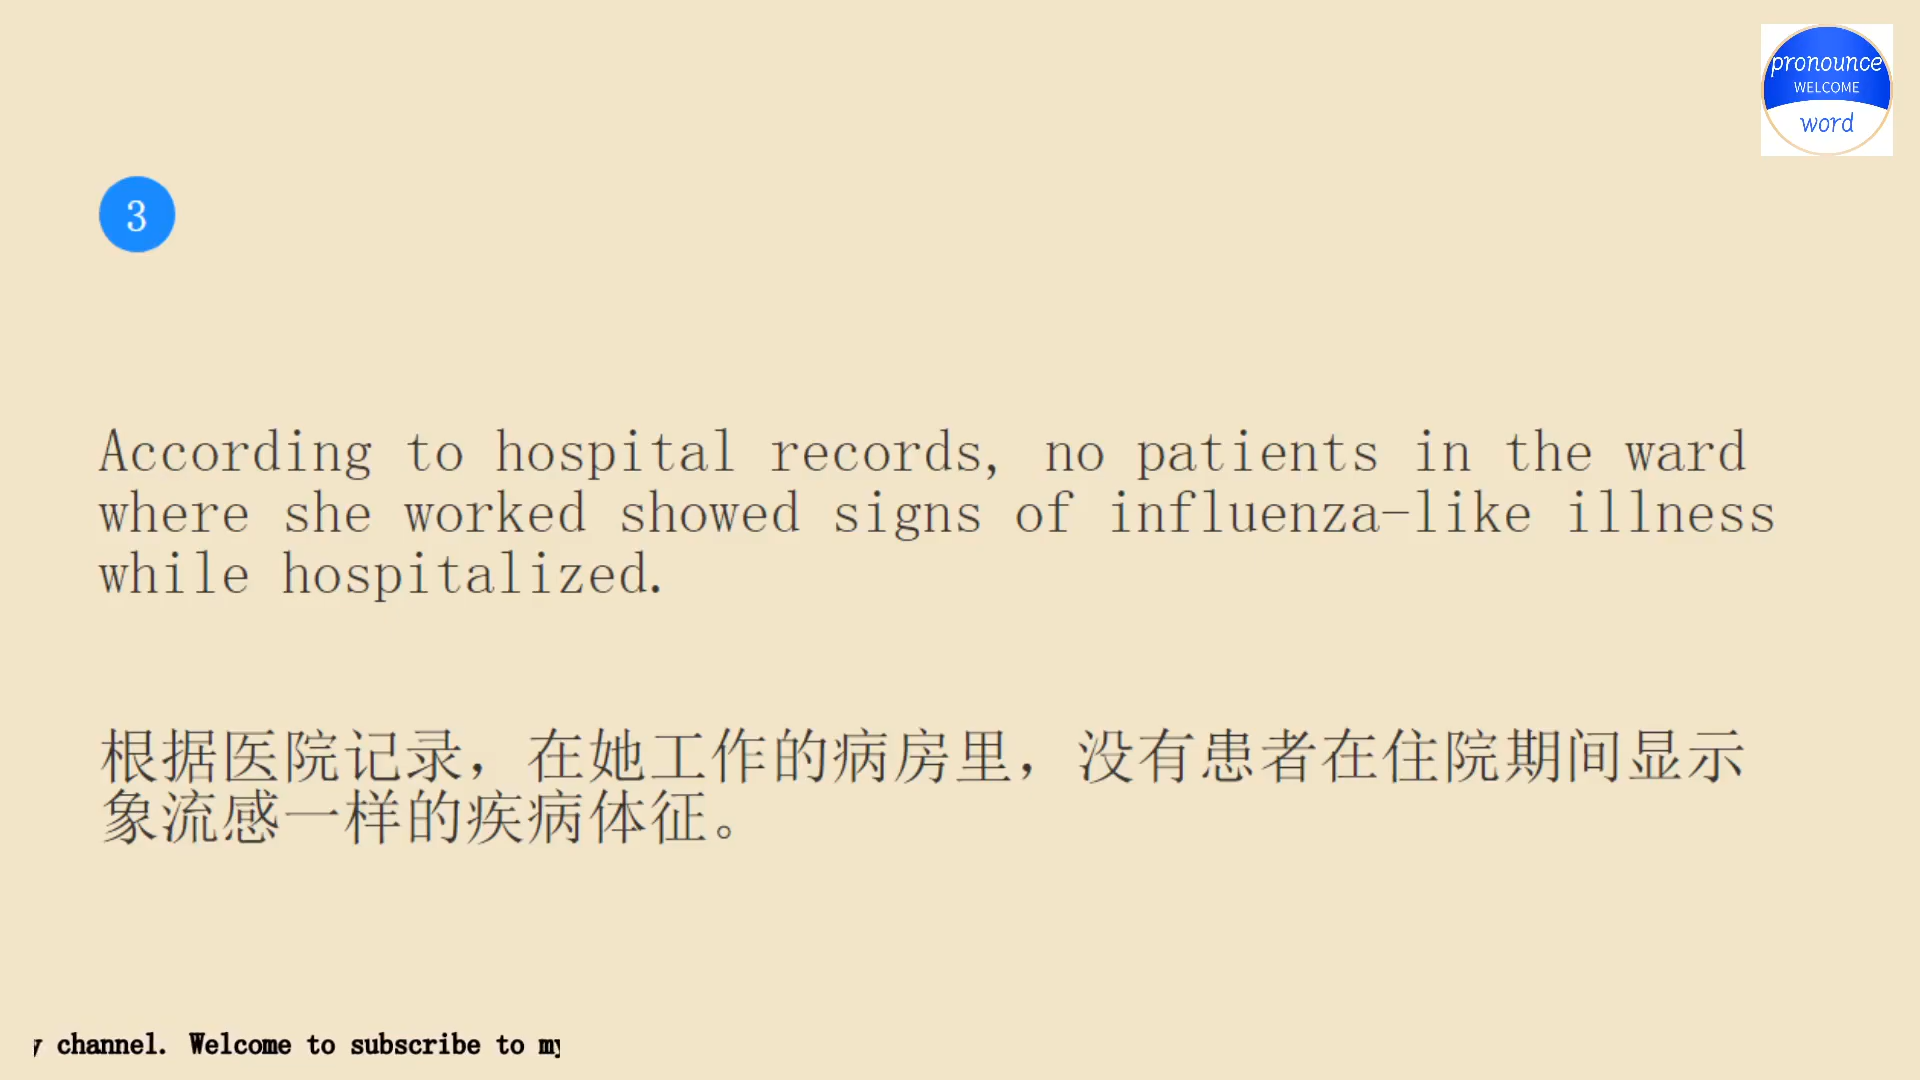 pronounce
WELCOME
word
3
According to hospital records, no patients in the ward
where she worked showed signs of influenza-like illness
while hospitalized.
根据医院记录，在她工作的病房里，没有患者在住院期间显示
象流感一样的疾病体征。
y channel. Welcome to subscribe to my